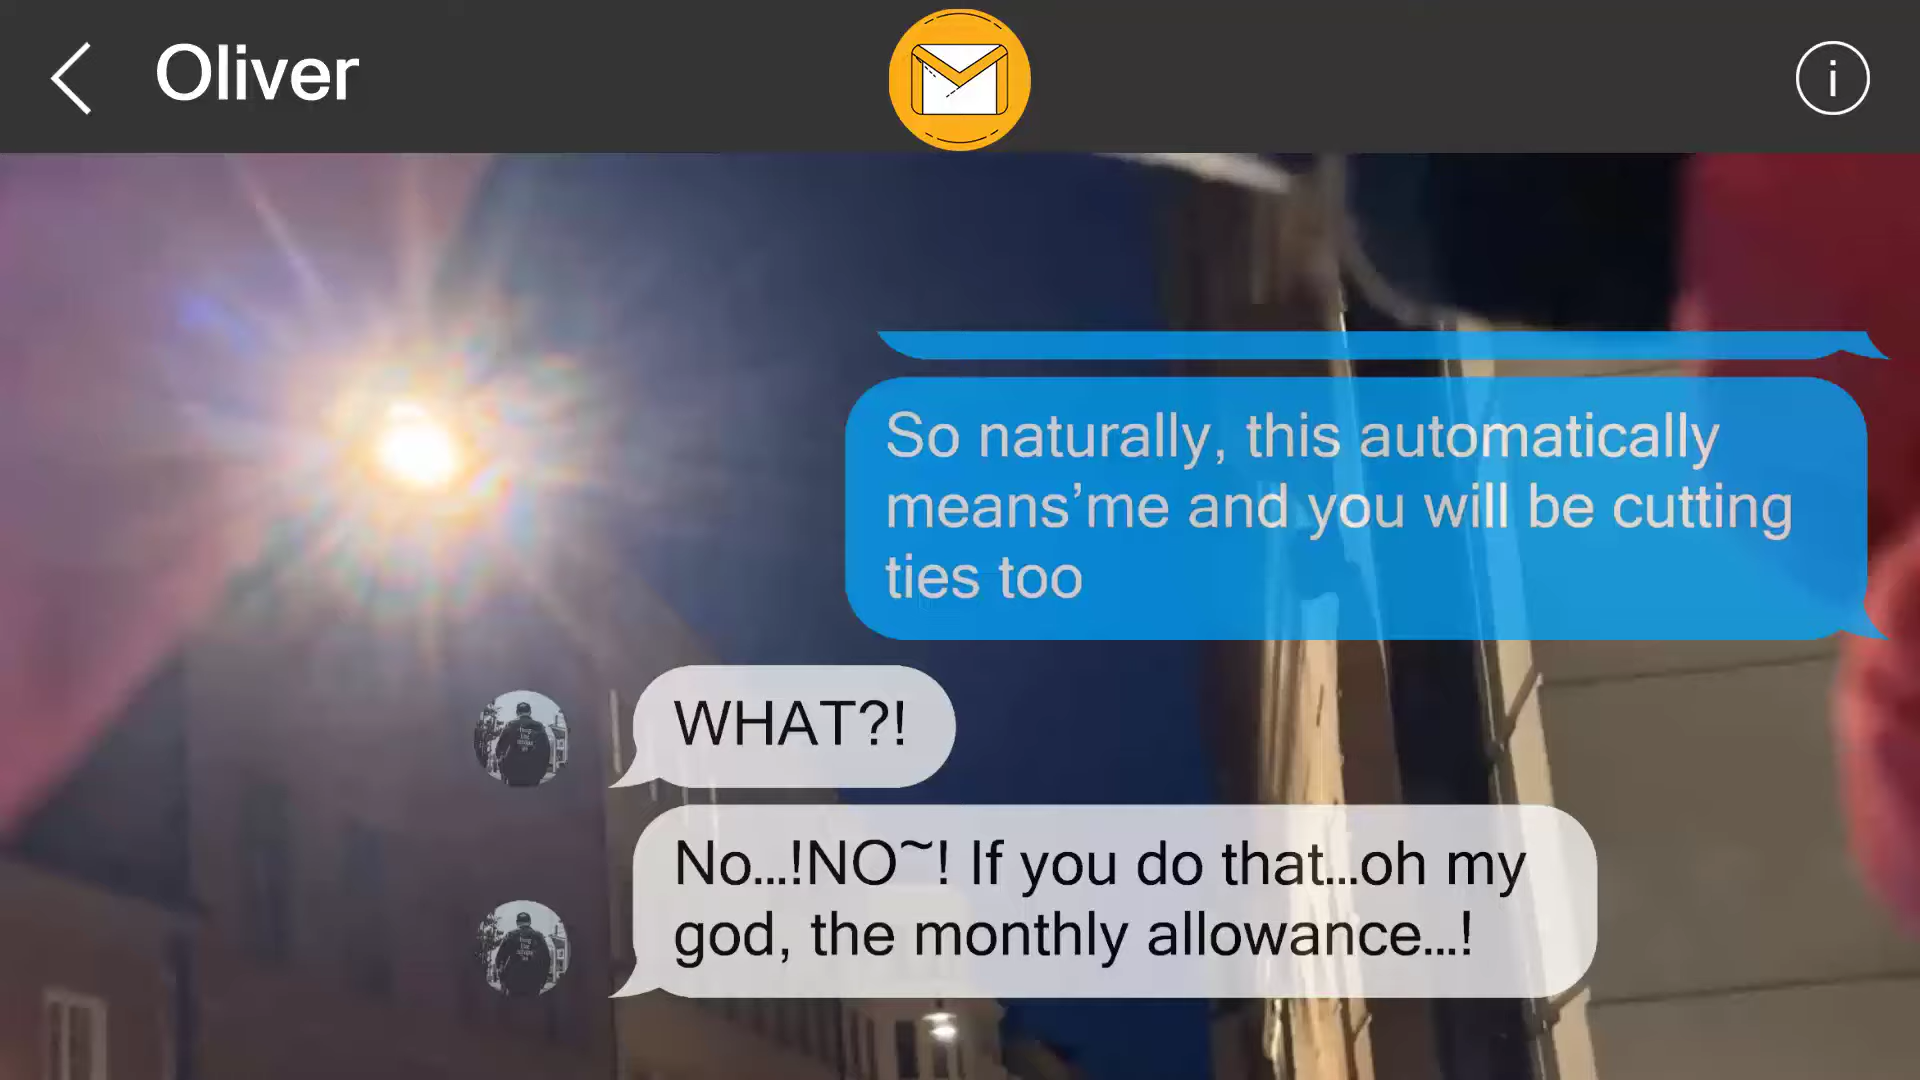 Oliver
i
So naturally, this automatically
means’me and you will be cutting
ties too
WHAT?!
No...!NO~! If you do that...oh my
god, the monthly allowance...!